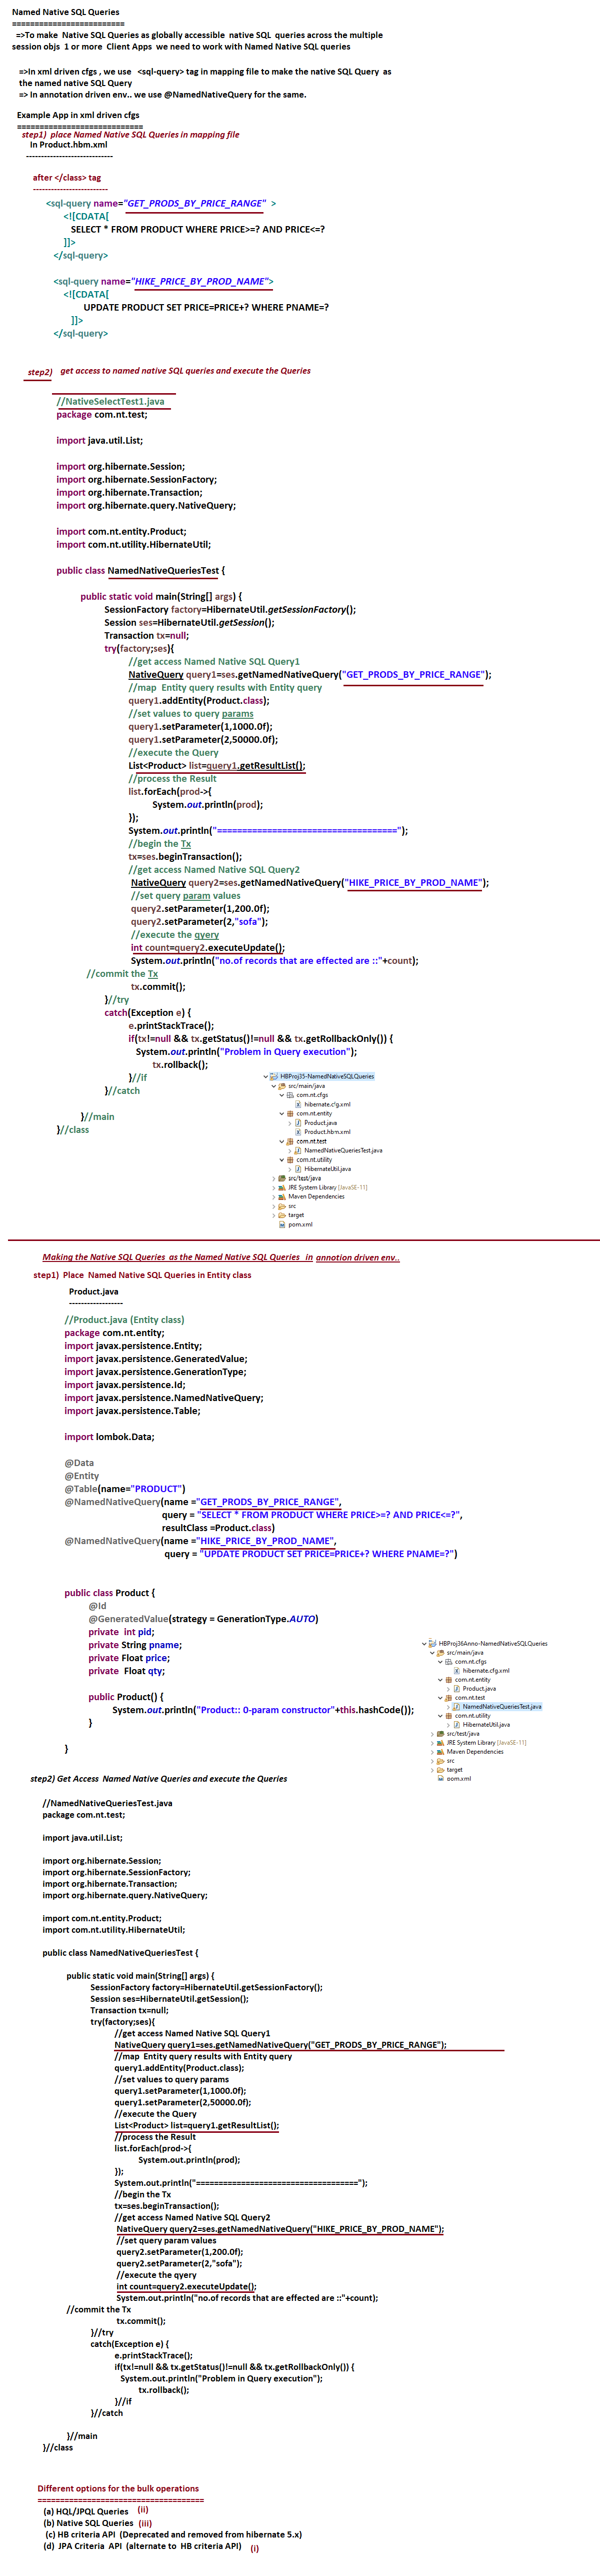 Named Native SQL Queries
=========================
=>To make Native SQL Queries as globally accessible native SQL queries across the multiple
session objs 1 or more Client Apps we need to work with Named Native SQL queries
=>In xml driven cfgs , we use <sql-query> tag in mapping file to make the native SQL Query as
the named native SQL Query
=> In annotation driven env.. we use @NamedNativeQuery for the same.
Example App in xml driven cfgs
============================
step1) place Named Native SQL Queries in mapping file
In Product.hbm.xml
-----------------------------
after </class> tag
-------------------------
<sql-query name="GET_PRODS_BY_PRICE_RANGE" >
<![CDATA[
SELECT * FROM PRODUCT WHERE PRICE>=? AND PRICE<=?
]]>
</sql-query>
<sql-query name="HIKE_PRICE_BY_PROD_NAME">
<![CDATA[
UPDATE PRODUCT SET PRICE=PRICE+? WHERE PNAME=?
]]>
</sql-query>
step2) get access to named native SQL queries and execute the Queries
//NativeSelectTest1.java
package com.nt.test;
import java.util.List;
import org.hibernate.Session;
import org.hibernate.SessionFactory;
import org.hibernate.Transaction;
import org.hibernate.query.NativeQuery;
import com.nt.entity.Product;
import com.nt.utility.HibernateUtil;
public class NamedNativeQueriesTest {
public static void main(String[] args) {
SessionFactory factory=HibernateUtil.getSessionFactory();
Session ses=HibernateUtil.getSession();
Transaction tx=null;
try(factory;ses){
//get access Named Native SQL Query1
NativeQuery query1=ses.getNamedNativeQuery("GET_PRODS_BY_PRICE_RANGE");
//map Entity query results with Entity query
query1.addEntity(Product.class);
//set values to query params
query1.setParameter(1,1000.0f);
query1.setParameter(2,50000.0f);
//execute the Query
List<Product> list=query1.getResultList();
//process the Result
list.forEach(prod->{
System.out.println(prod);
});
System.out.println("====================================");
//begin the Tx
tx=ses.beginTransaction();
//get access Named Native SQL Query2
NativeQuery query2=ses.getNamedNativeQuery("HIKE_PRICE_BY_PROD_NAME");
//set query param values
query2.setParameter(1,200.0f);
query2.setParameter(2,"sofa");
//execute the qyery
int count=query2.executeUpdate();
System.out.println("no.of records that are effected are ::"+count);
//commit the Tx
tx.commit();
}//try
catch(Exception e) {
e.printStackTrace();
if(tx!=null && tx.getStatus()!=null && tx.getRollbackOnly()) {
System.out.println("Problem in Query execution");
tx.rollback();
}//if
}//catch
}//main
}//class
HBProj35-NamedNativeSQLQueries
src/main/java
com.nt.cfgs
hibernate.cfg.xml
com.nt.entity
Product.java
Product.hbm.xml
com.nt.test
NamedNativeQueriesTest.java
com.nt.utility
HibernateUtil.java
src/test/java
JRE System Library [JavaSE-11]
Maven Dependencies
src
target
pom.xml
Making the Native SQL Queries as the Named Native SQL Queries in annotion driven env..
step1) Place Named Native SQL Queries in Entity class
Product.java
------------------
//Product.java (Entity class)
package com.nt.entity;
import javax.persistence.Entity;
import javax.persistence.GeneratedValue;
import javax.persistence.GenerationType;
import javax.persistence.Id;
import javax.persistence.NamedNativeQuery;
import javax.persistence.Table;
import lombok.Data;
@Data
@Entity
@Table(name="PRODUCT")
@NamedNativeQuery(name ="GET_PRODS_BY_PRICE_RANGE",
query = "SELECT * FROM PRODUCT WHERE PRICE>=? AND PRICE<=?",
resultClass =Product.class)
@NamedNativeQuery(name ="HIKE_PRICE_BY_PROD_NAME",
query = "UPDATE PRODUCT SET PRICE=PRICE+? WHERE PNAME=?")
public class Product {
@Id
@GeneratedValue(strategy = GenerationType.AUTO)
private int pid;
private String pname;
private Float price;
private Float qty;
public Product() {
System.out.println("Product:: 0-param constructor"+this.hashCode());
}
}
HBProj36Anno-NamedNativeSQLQueries
src/main/java
com.nt.cfgs
hibernate.cfg.xml
com.nt.entity
Product.java
com.nt.test
NamedNativeQueriesTest.java
com.nt.utility
HibernateUtil.java
src/test/java
JRE System Library [JavaSE-11]
Maven Dependencies
src
target
pom.xml
step2) Get Access Named Native Queries and execute the Queries
//NamedNativeQueriesTest.java
package com.nt.test;
import java.util.List;
import org.hibernate.Session;
import org.hibernate.SessionFactory;
import org.hibernate.Transaction;
import org.hibernate.query.NativeQuery;
import com.nt.entity.Product;
import com.nt.utility.HibernateUtil;
public class NamedNativeQueriesTest {
public static void main(String[] args) {
SessionFactory factory=HibernateUtil.getSessionFactory();
Session ses=HibernateUtil.getSession();
Transaction tx=null;
try(factory;ses){
//get access Named Native SQL Query1
NativeQuery query1=ses.getNamedNativeQuery("GET_PRODS_BY_PRICE_RANGE");
//map Entity query results with Entity query
query1.addEntity(Product.class);
//set values to query params
query1.setParameter(1,1000.0f);
query1.setParameter(2,50000.0f);
//execute the Query
List<Product> list=query1.getResultList();
//process the Result
list.forEach(prod->{
System.out.println(prod);
});
System.out.println("====================================");
//begin the Tx
tx=ses.beginTransaction();
//get access Named Native SQL Query2
NativeQuery query2=ses.getNamedNativeQuery("HIKE_PRICE_BY_PROD_NAME");
//set query param values
query2.setParameter(1,200.0f);
query2.setParameter(2,"sofa");
//execute the qyery
int count=query2.executeUpdate();
System.out.println("no.of records that are effected are ::"+count);
//commit the Tx
tx.commit();
}//try
catch(Exception e) {
e.printStackTrace();
if(tx!=null && tx.getStatus()!=null && tx.getRollbackOnly()) {
System.out.println("Problem in Query execution");
tx.rollback();
}//if
}//catch
}//main
}//class
Different options for the bulk operations
=====================================
(a) HQL/JPQL Queries (ii)
(b) Native SQL Queries (iii)
(c) HB criteria API (Deprecated and removed from hibernate 5.x)
(d) JPA Criteria API (alternate to HB criteria API) (i)